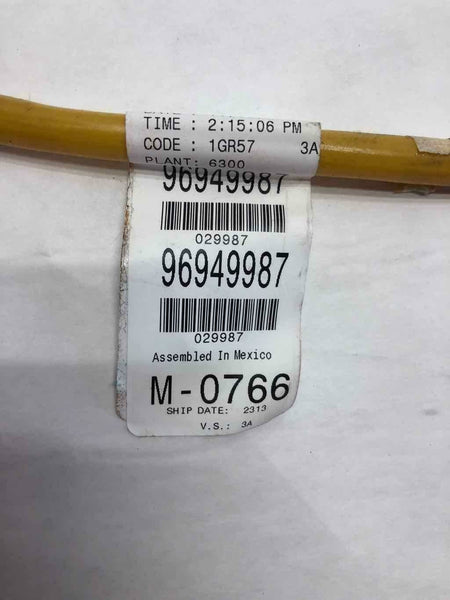 TIME : 2:15:06 PM
CODE : 1GR57 3A
PLANT: 6300
96949987
029987
96949987
029987
Assembled In Mexico
M-0766
SHIP DATE: 2313
V.S.: 3A